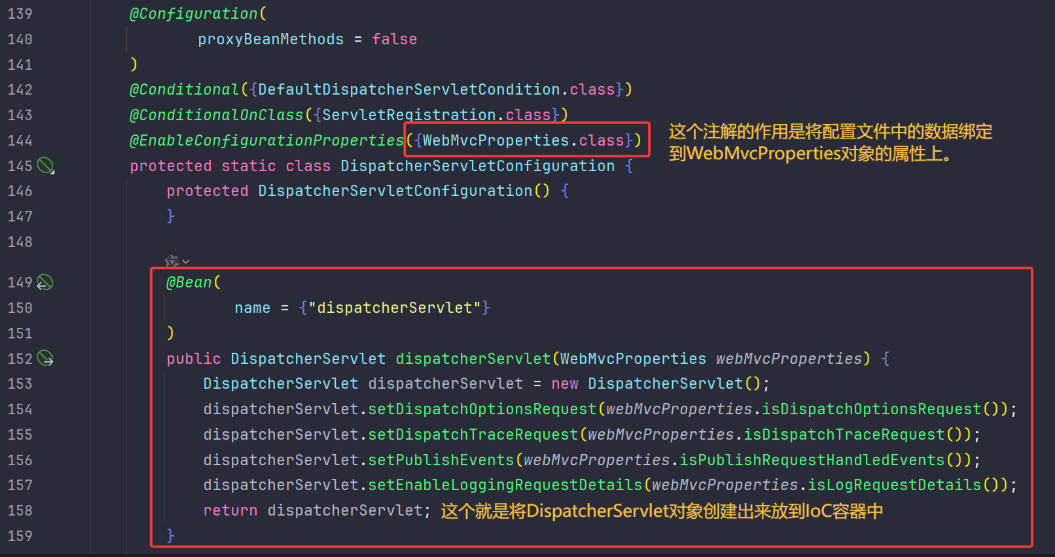 139 @Configuration(
140 proxyBeanMethods = false
141 )
142 @Conditional({DefaultDispatcherServletCondition.class})
143 @ConditionalOnClass({ServletRegistration.class})
144 @EnableConfigurationProperties({WebMvcProperties.class})
这个注解的作用是将配置文件中的数据绑定
到WebMvcProperties对象的属性上。
145 protected static class DispatcherServletConfiguration {
146 protected DispatcherServletConfiguration() {
147 }
148
149 @Bean(
150 name = {"dispatcherServlet"}
151 )
152 public DispatcherServlet dispatcherServlet(WebMvcProperties webMvcProperties) {
153 DispatcherServlet dispatcherServlet = new DispatcherServlet();
154 dispatcherServlet.setDispatchOptionsRequest(webMvcProperties.isDispatchOptionsRequest());
155 dispatcherServlet.setDispatchTraceRequest(webMvcProperties.isDispatchTraceRequest());
156 dispatcherServlet.setPublishEvents(webMvcProperties.isPublishRequestHandledEvents());
157 dispatcherServlet.setEnableLoggingRequestDetails(webMvcProperties.isLogRequestDetails());
158 return dispatcherServlet; 这个就是将DispatcherServlet对象创建出来放到IoC容器中
159 }